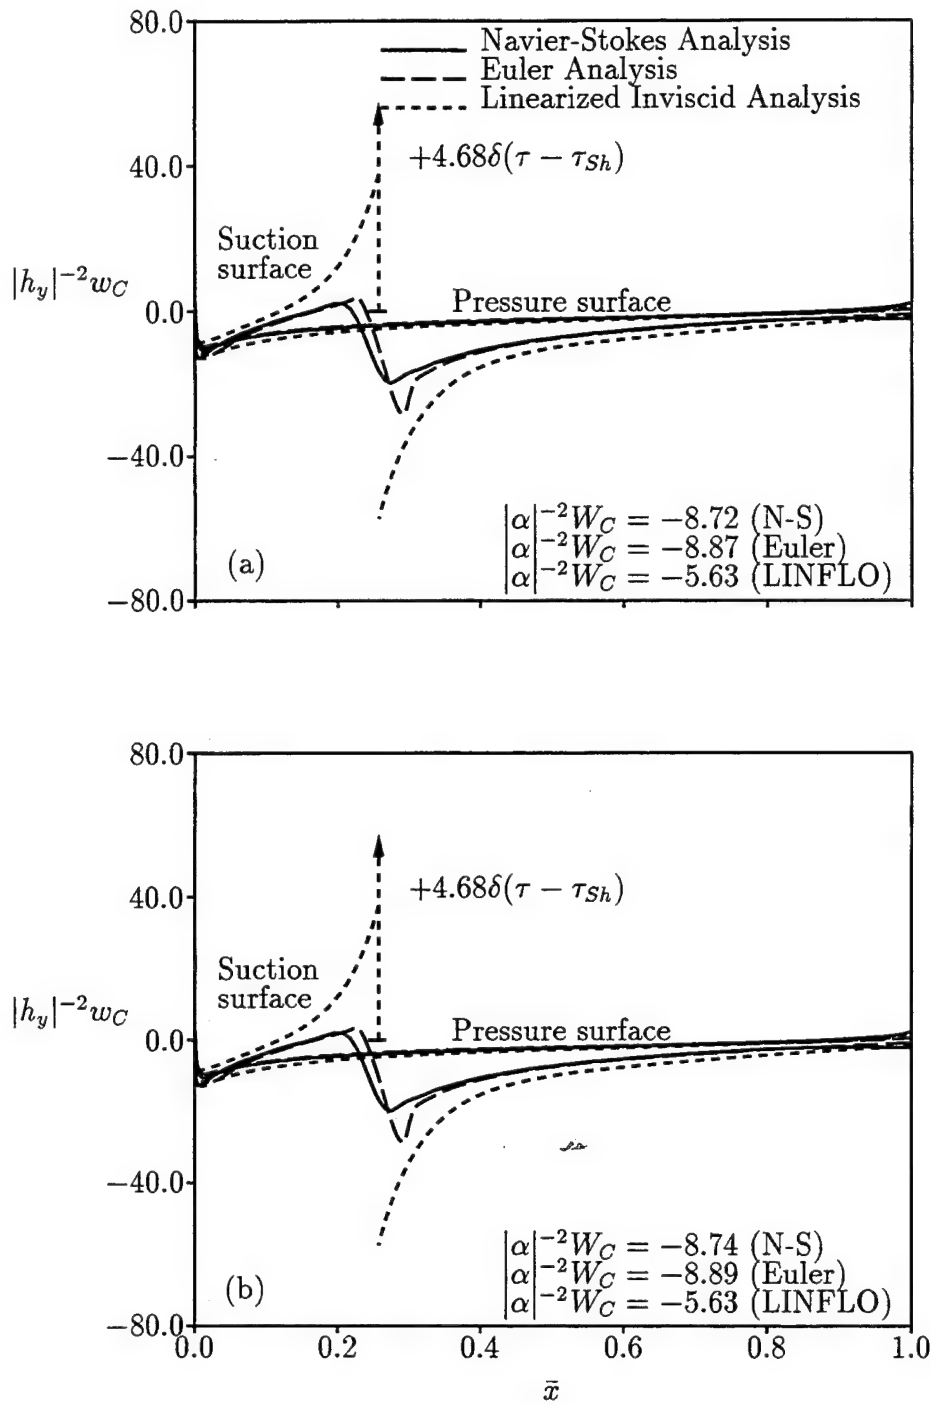 80.0
Navier-Stokes Analysis
Euler Analysis
Linearized Inviscid Analysis
+4.68δ(τ − τ_Sh)
40.0
Suction
surface
|h_y|^−2 w_C
0.0
Pressure surface
−40.0
|α|^−2 W_C = −8.72 (N-S)
|α|^−2 W_C = −8.87 (Euler)
|α|^−2 W_C = −5.63 (LINFLO)
(a)
−80.0
80.0
+4.68δ(τ − τ_Sh)
40.0
Suction
surface
|h_y|^−2 w_C
0.0
Pressure surface
−40.0
|α|^−2 W_C = −8.74 (N-S)
|α|^−2 W_C = −8.89 (Euler)
|α|^−2 W_C = −5.63 (LINFLO)
(b)
−80.0
0.0 0.2 0.4 0.6 0.8 1.0
x̄